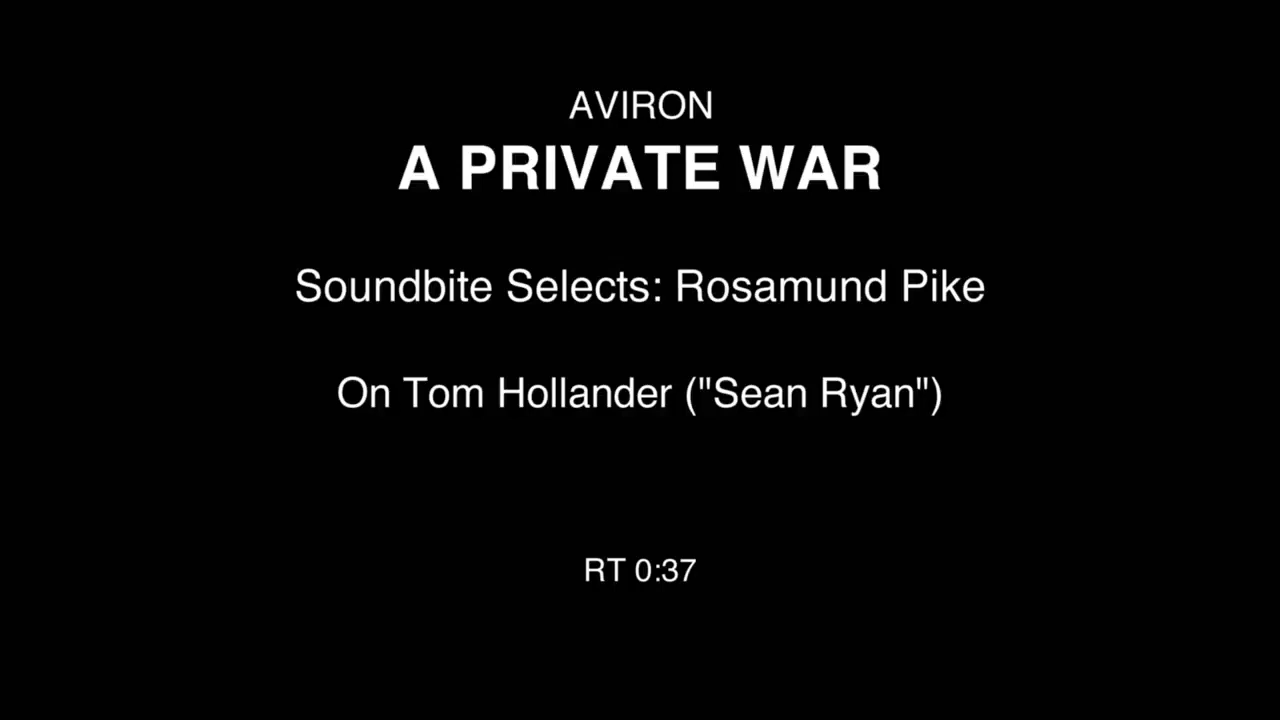 AVIRON
A PRIVATE WAR
Soundbite Selects: Rosamund Pike
On Tom Hollander ("Sean Ryan")
RT 0:37